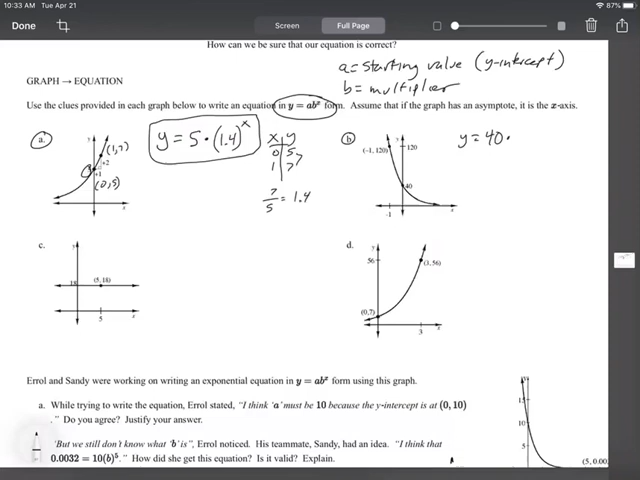 10:33 AM Tue Apr 21
87%
Done
Screen
Full Page
How can we be sure that our equation is correct?
a = starting value (y-intercept)
b = multiplier
GRAPH → EQUATION
Use the clues provided in each graph below to write an equation in y = abˣ form. Assume that if the graph has an asymptote, it is the x-axis.
a.
y
(1,7)
+2
+1
(0,5)
x
y = 5·(1.4)ˣ
x y
0 5
1 7
7/5 = 1.4
b
y
(-1, 120)
120
40
-1
x
y = 40·
c.
y
18
(5, 18)
5
x
d.
y
56
(3, 56)
(0,7)
3
x
Errol and Sandy were working on writing an exponential equation in y = abˣ form using this graph.
a. While trying to write the equation, Errol stated, "I think 'a' must be 10 because the y-intercept is at (0, 10)
." Do you agree? Justify your answer.
'But we still don't know what 'b' is", Errol noticed. His teammate, Sandy, had an idea. "I think that
0.0032 = 10(b)⁵." How did she get this equation? Is it valid? Explain.
15
10
5
(5, 0.00